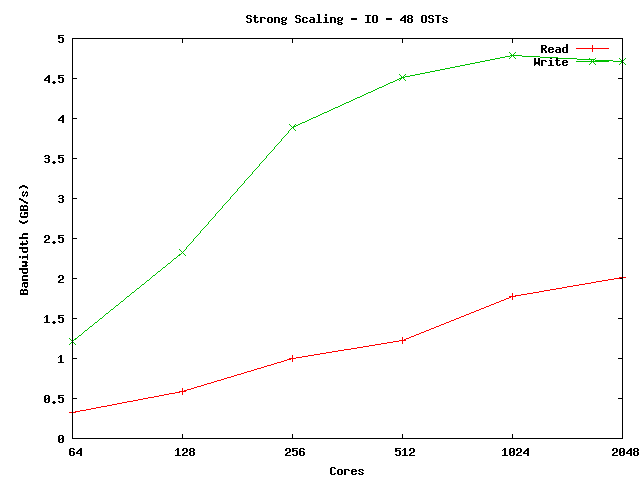 Strong Scaling - IO - 48 OSTs
Read
Write
5
4.5
4
3.5
3
2.5
2
1.5
1
0.5
0
Bandwidth (GB/s)
64 128 256 512 1024 2048
Cores